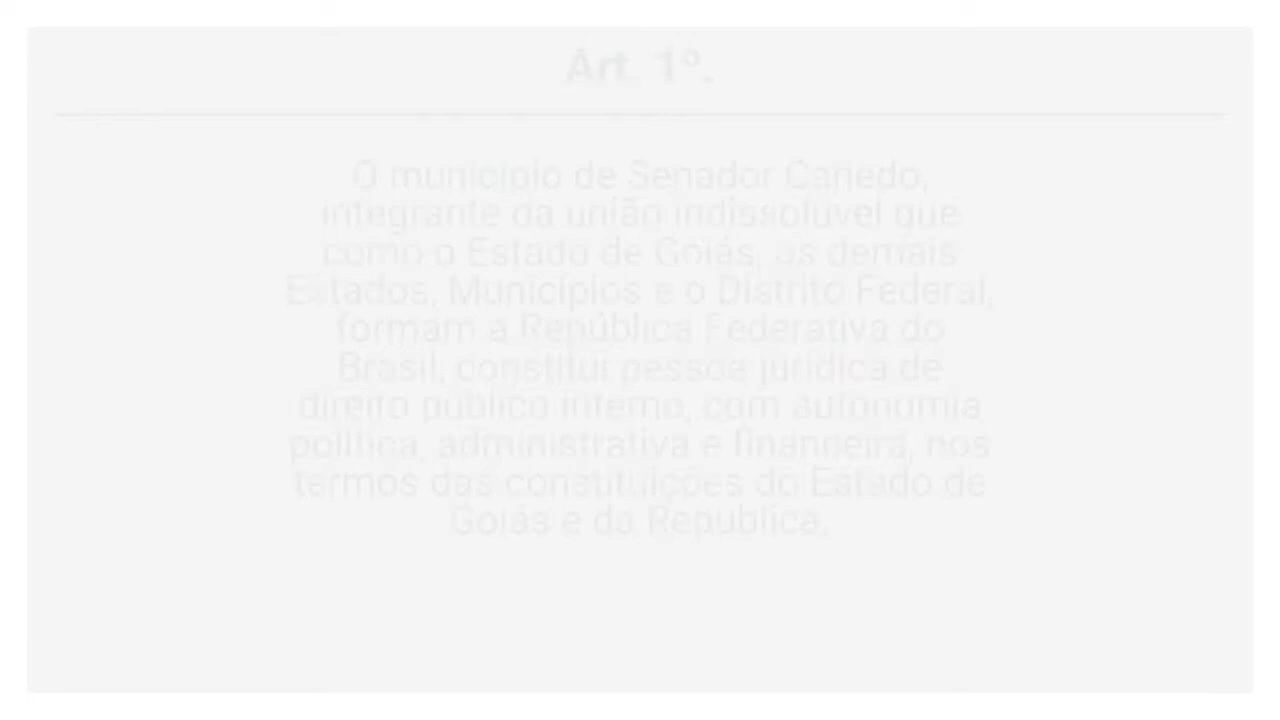 Art. 1º.
O município de Senador Canedo,
integrante da união indissolúvel que
como o Estado de Goiás, os demais
Estados, Municípios e o Distrito Federal,
formam a República Federativa do
Brasil, constitui pessoa jurídica de
direito público interno, com autonomia
política, administrativa e financeira, nos
termos das constituições do Estado de
Goiás e da República.